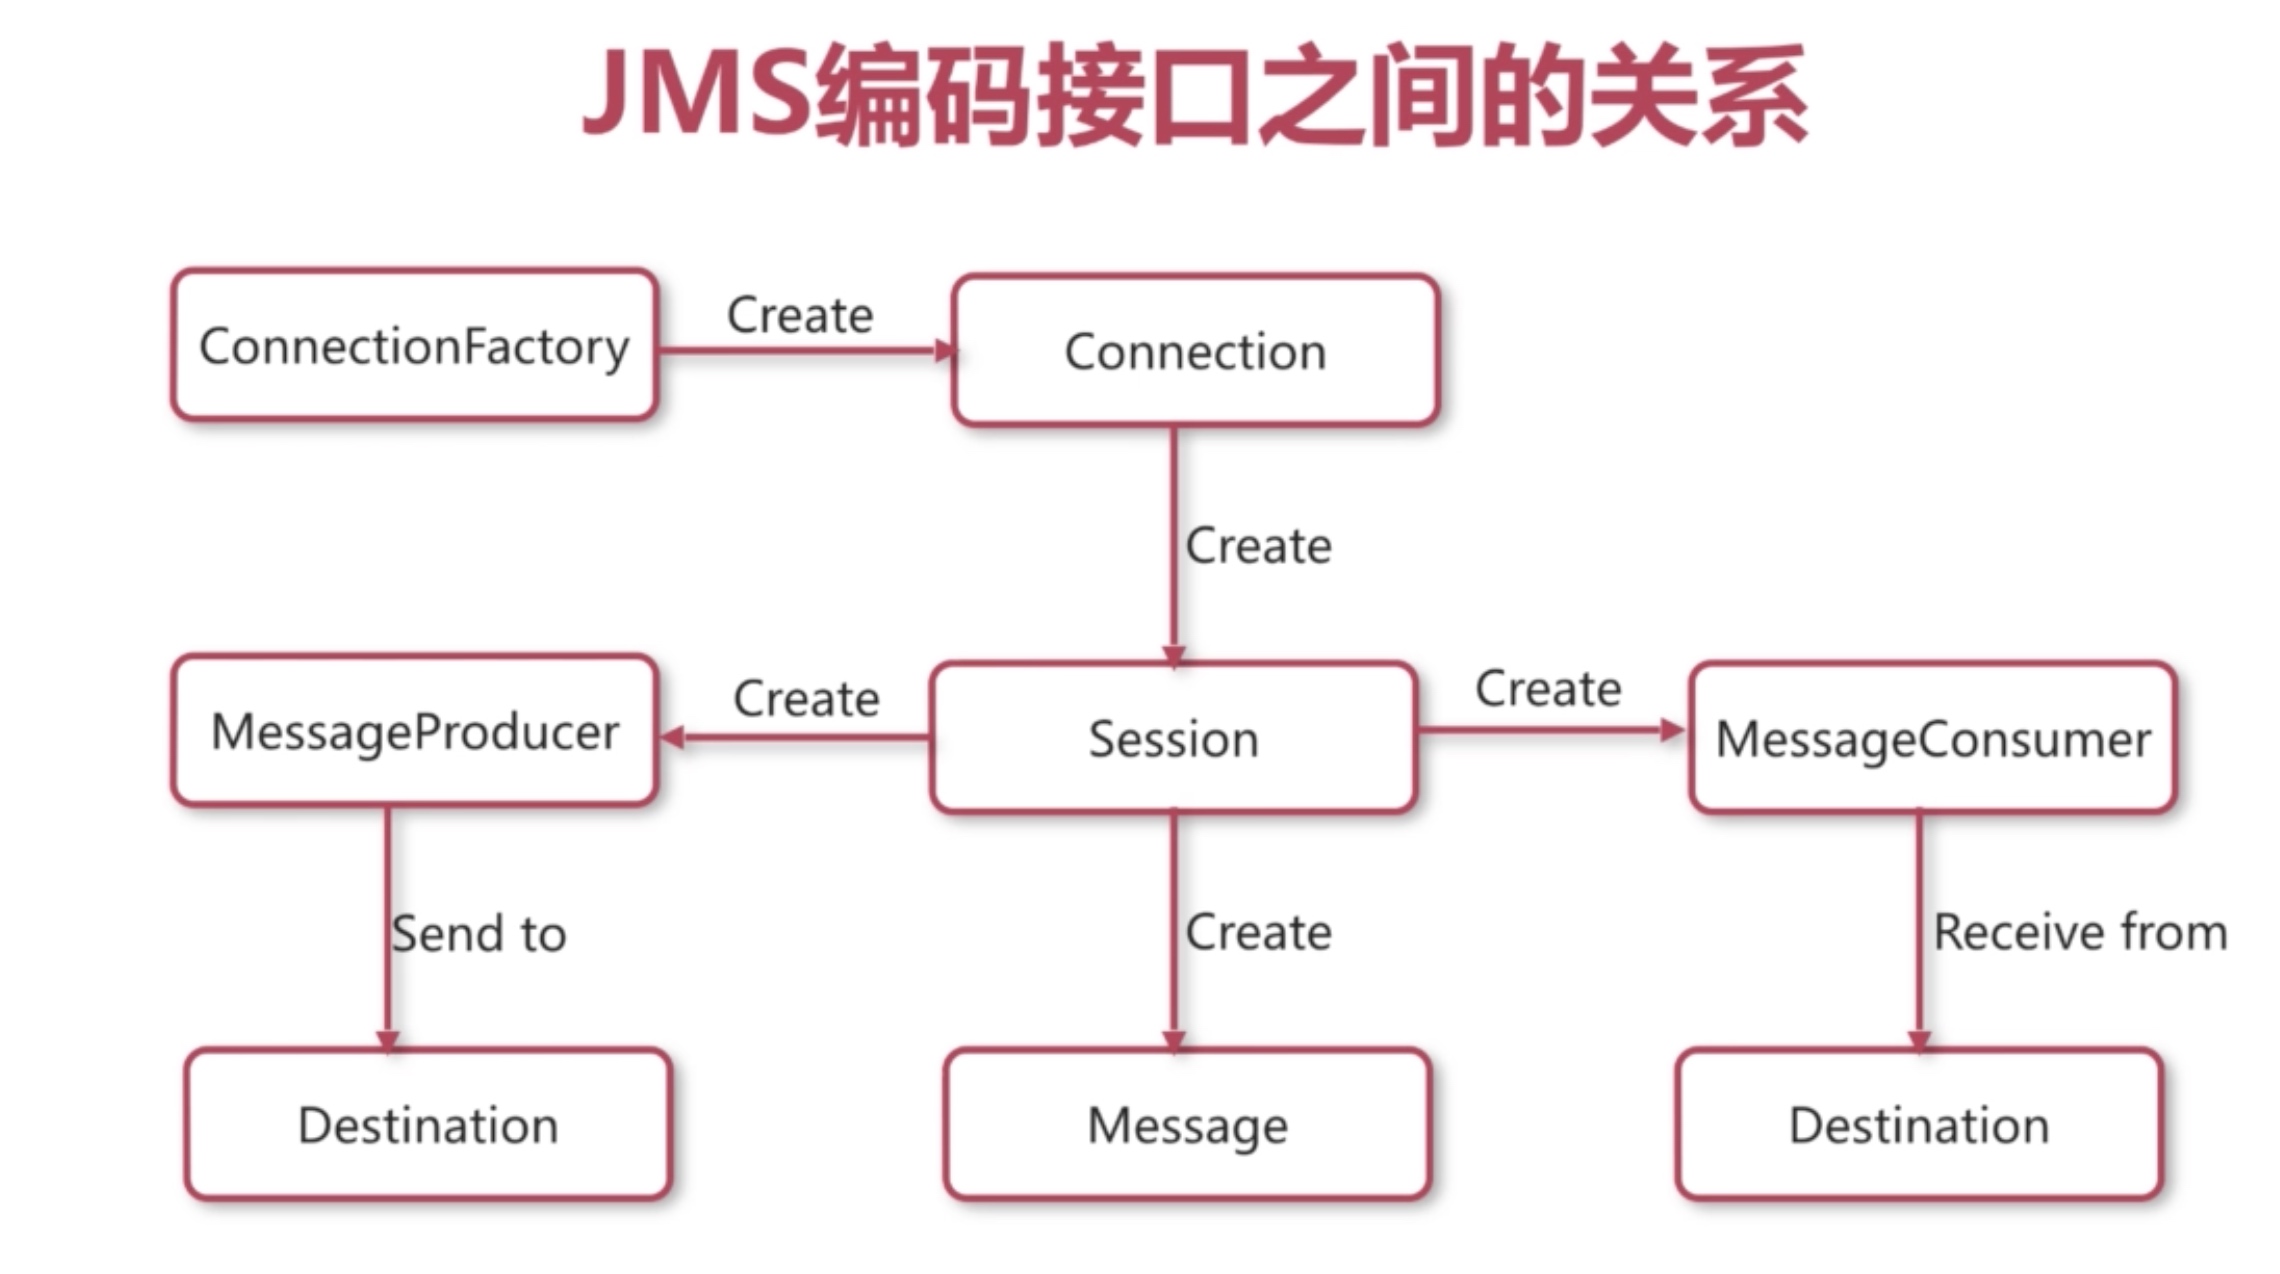 JMS编码接口之间的关系
ConnectionFactory
Create
Connection
Create
MessageProducer
Create
Session
Create
MessageConsumer
Send to
Create
Receive from
Destination
Message
Destination